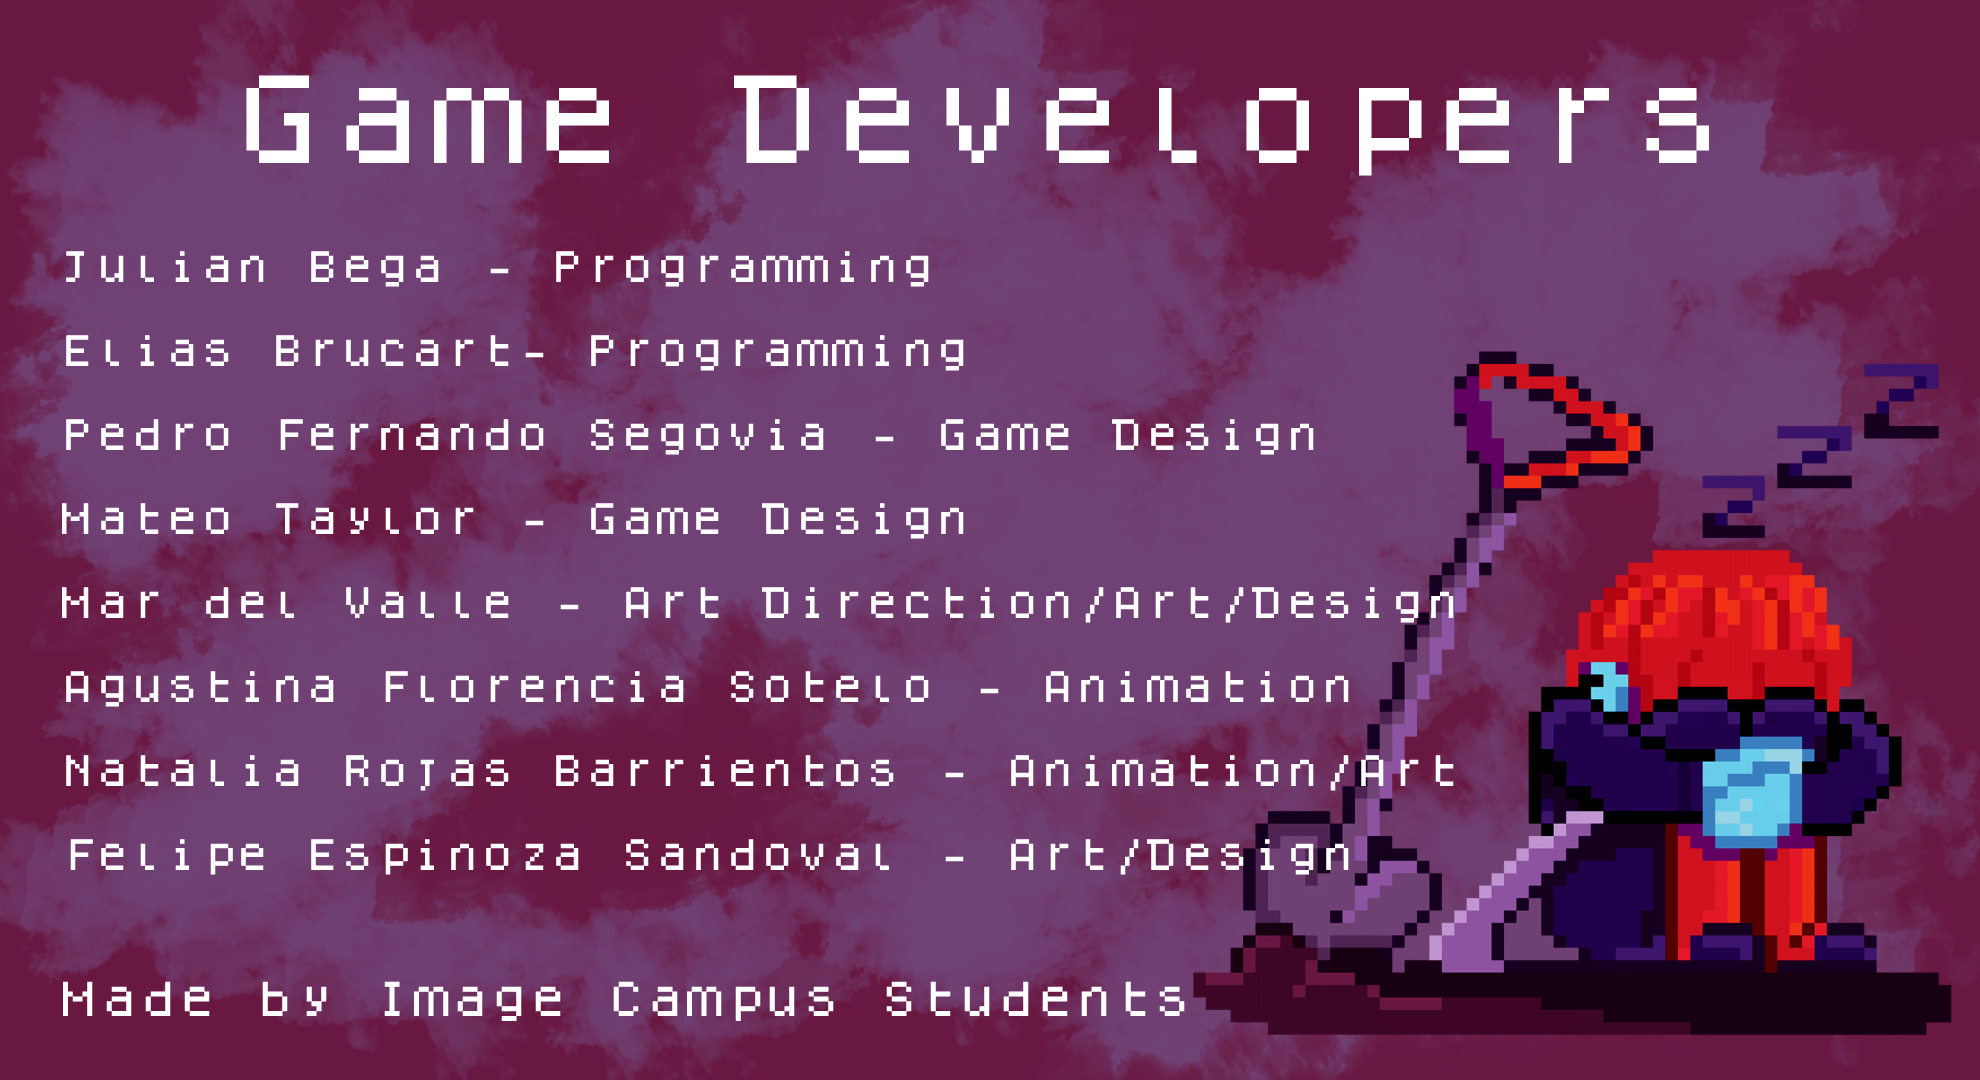 Game Developers
Julian Bega - Programming
Elias Brucart- Programming
Pedro Fernando Segovia - Game Design
Mateo Taylor - Game Design
Mar del Valle - Art Direction/Art/Design
Agustina Florencia Sotelo - Animation
Natalia Rojas Barrientos - Animation/Art
Felipe Espinoza Sandoval - Art/Design
Made by Image Campus Students
z z z